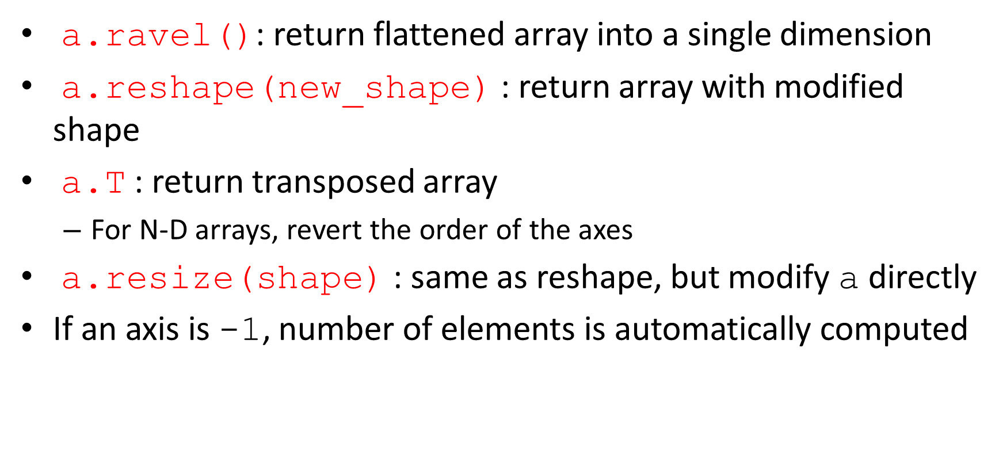 • a.ravel(): return flattened array into a single dimension
• a.reshape(new_shape) : return array with modified
shape
• a.T : return transposed array
– For N-D arrays, revert the order of the axes
• a.resize(shape) : same as reshape, but modify a directly
• If an axis is -1, number of elements is automatically computed